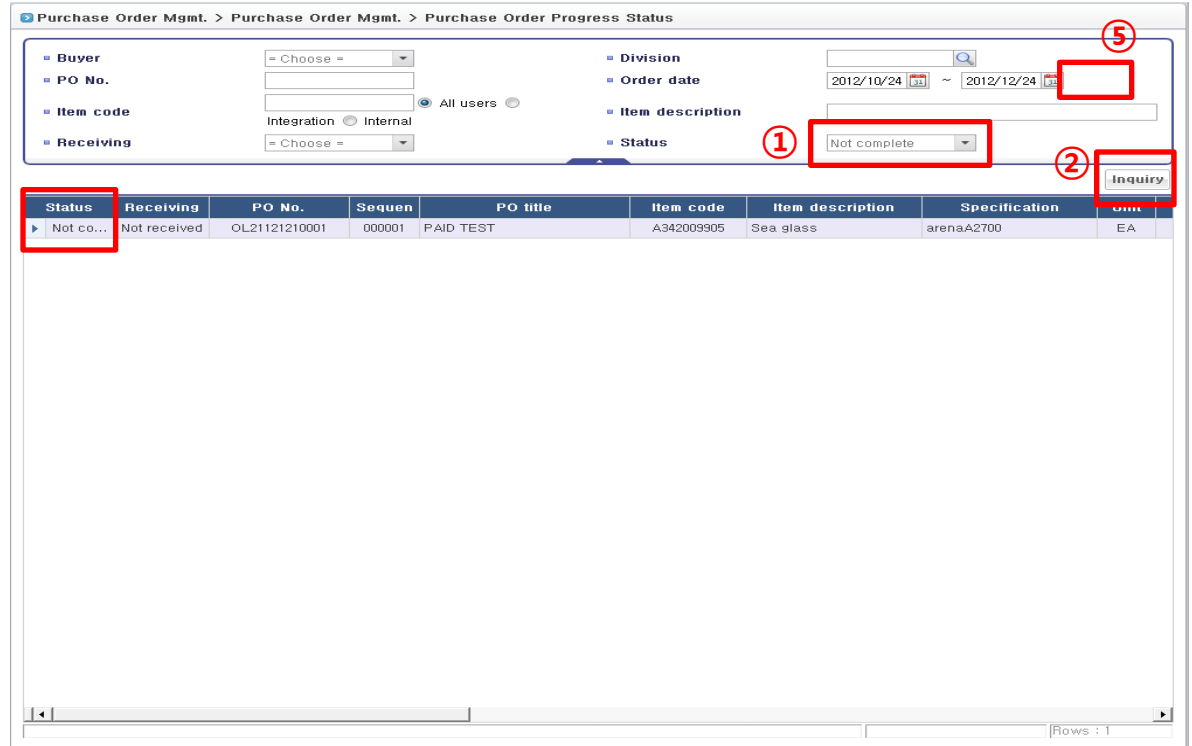 Purchase Order Mgmt. > Purchase Order Mgmt. > Purchase Order Progress Status
⑤
Buyer = Choose = Division
PO No. Order date 2012/10/24 31 ~ 2012/12/24 31
Item code All users Item description
Integration Internal
Receiving = Choose = Status ① Not complete
② Inquiry
Status Receiving PO No. Sequen PO title Item code Item description Specification Unit
Not co... Not received OL21121210001 000001 PAID TEST A342009905 Sea glass arenaA2700 EA
Rows : 1